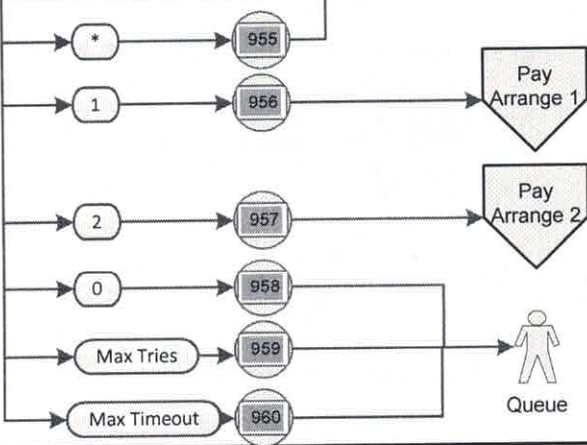 *
955
1
956
Pay
Arrange 1
2
957
Pay
Arrange 2
0
958
Max Tries
959
Max Timeout
960
Queue